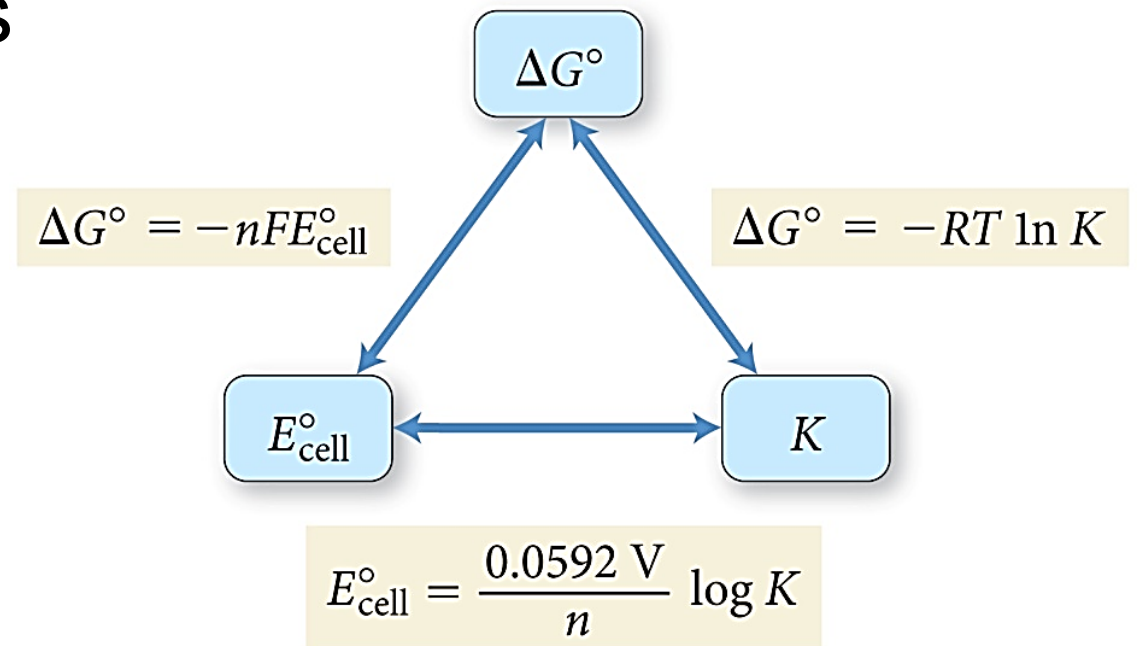 s
ΔG°
ΔG° = −nFE°cell
ΔG° = −RT ln K
E°cell
K
E°cell = 0.0592 V / n log K